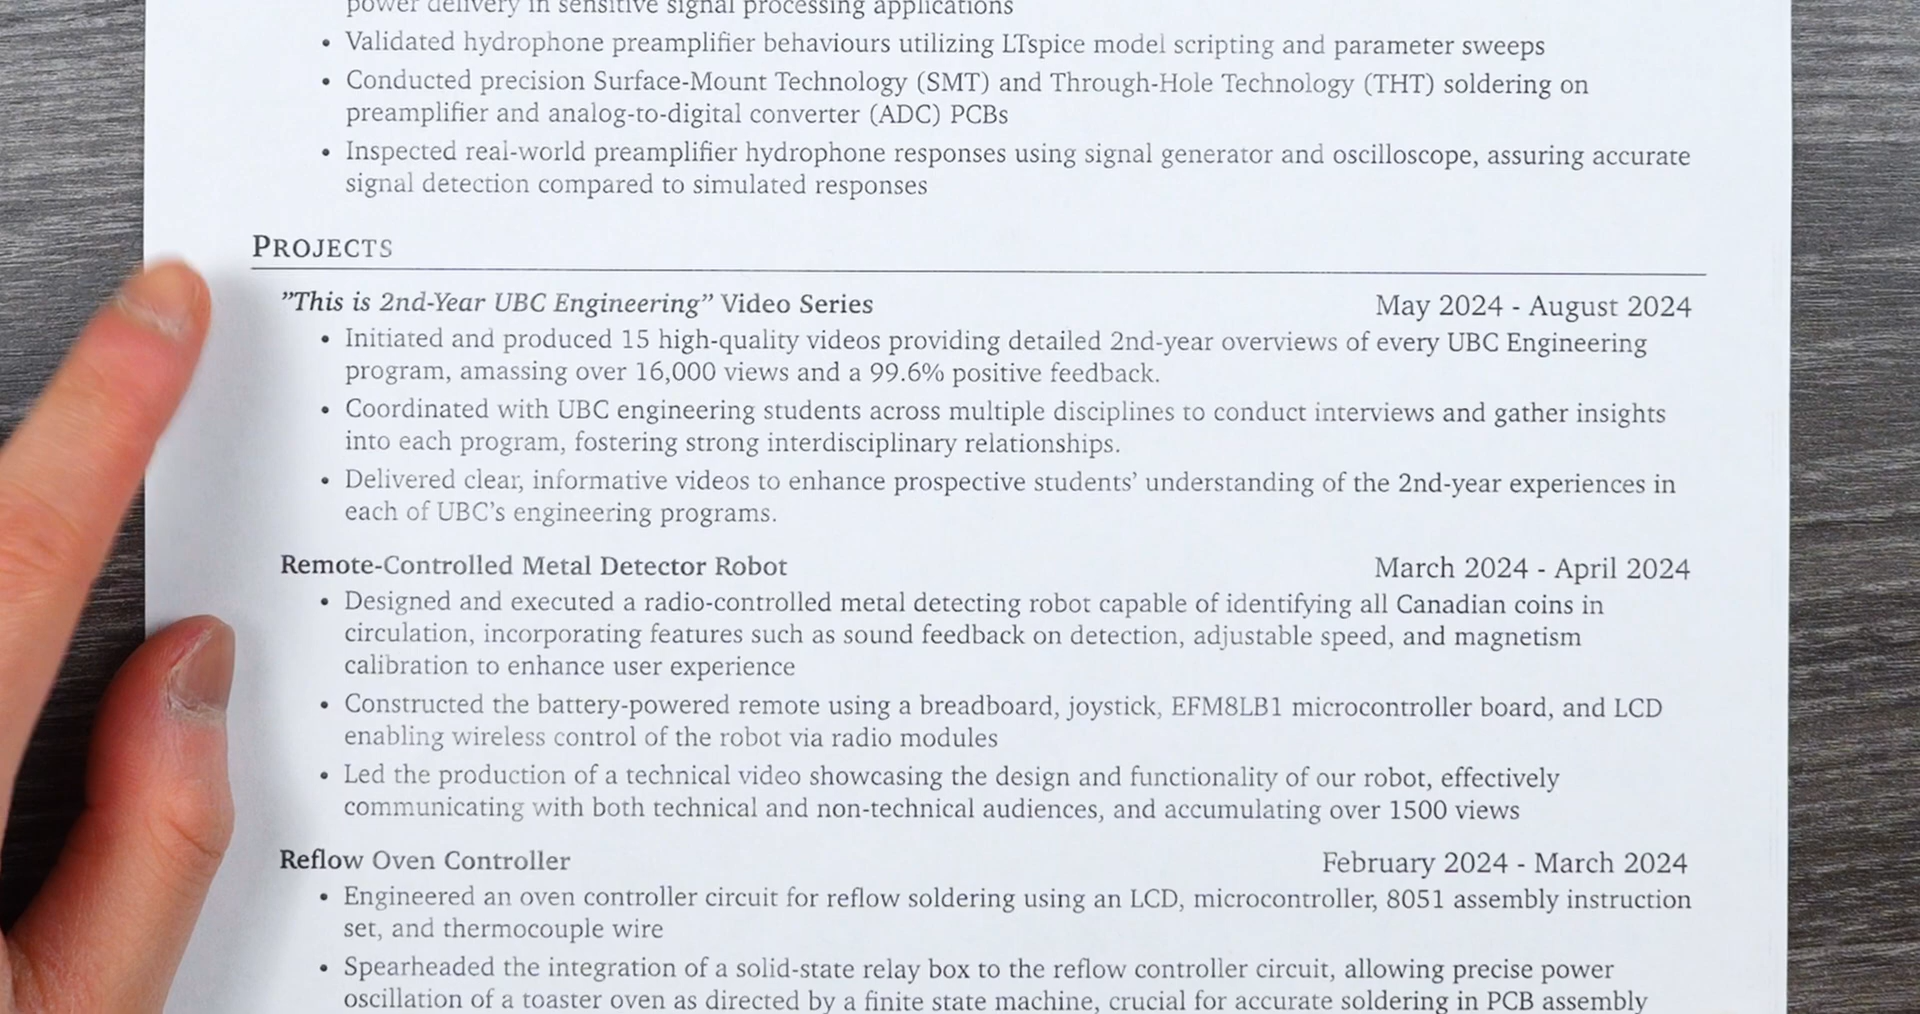 power delivery in sensitive signal processing applications
• Validated hydrophone preamplifier behaviours utilizing LTspice model scripting and parameter sweeps
• Conducted precision Surface-Mount Technology (SMT) and Through-Hole Technology (THT) soldering on
preamplifier and analog-to-digital converter (ADC) PCBs
• Inspected real-world preamplifier hydrophone responses using signal generator and oscilloscope, assuring accurate
signal detection compared to simulated responses
PROJECTS
"This is 2nd-Year UBC Engineering" Video Series May 2024 - August 2024
• Initiated and produced 15 high-quality videos providing detailed 2nd-year overviews of every UBC Engineering
program, amassing over 16,000 views and a 99.6% positive feedback.
• Coordinated with UBC engineering students across multiple disciplines to conduct interviews and gather insights
into each program, fostering strong interdisciplinary relationships.
• Delivered clear, informative videos to enhance prospective students' understanding of the 2nd-year experiences in
each of UBC's engineering programs.
Remote-Controlled Metal Detector Robot March 2024 - April 2024
• Designed and executed a radio-controlled metal detecting robot capable of identifying all Canadian coins in
circulation, incorporating features such as sound feedback on detection, adjustable speed, and magnetism
calibration to enhance user experience
• Constructed the battery-powered remote using a breadboard, joystick, EFM8LB1 microcontroller board, and LCD
enabling wireless control of the robot via radio modules
• Led the production of a technical video showcasing the design and functionality of our robot, effectively
communicating with both technical and non-technical audiences, and accumulating over 1500 views
Reflow Oven Controller February 2024 - March 2024
• Engineered an oven controller circuit for reflow soldering using an LCD, microcontroller, 8051 assembly instruction
set, and thermocouple wire
• Spearheaded the integration of a solid-state relay box to the reflow controller circuit, allowing precise power
oscillation of a toaster oven as directed by a finite state machine, crucial for accurate soldering in PCB assembly